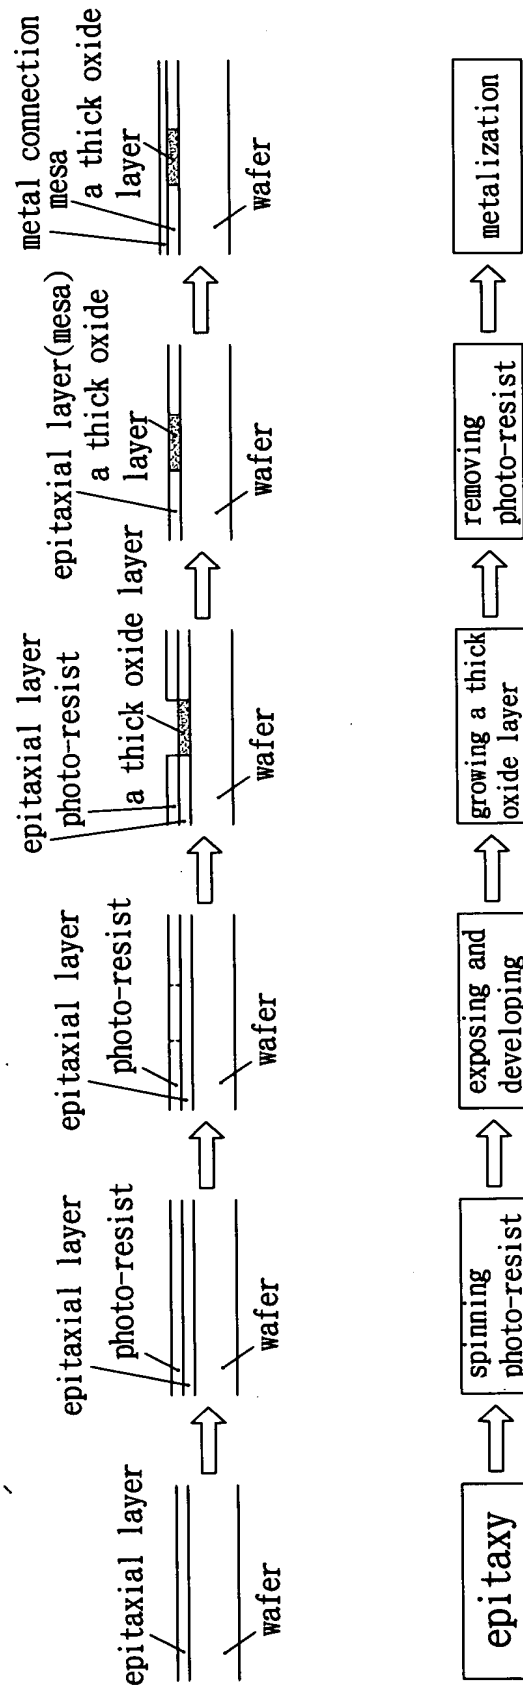 epitaxial layer
wafer
epitaxial layer
photo-resist
wafer
epitaxial layer
photo-resist
wafer
epitaxial layer
photo-resist
a thick oxide layer
wafer
epitaxial layer(mesa)
a thick oxide
layer
wafer
metal connection
mesa
a thick oxide
layer
wafer
epitaxy
spinning
photo-resist
exposing and
developing
growing a thick
oxide layer
removing
photo-resist
metalization